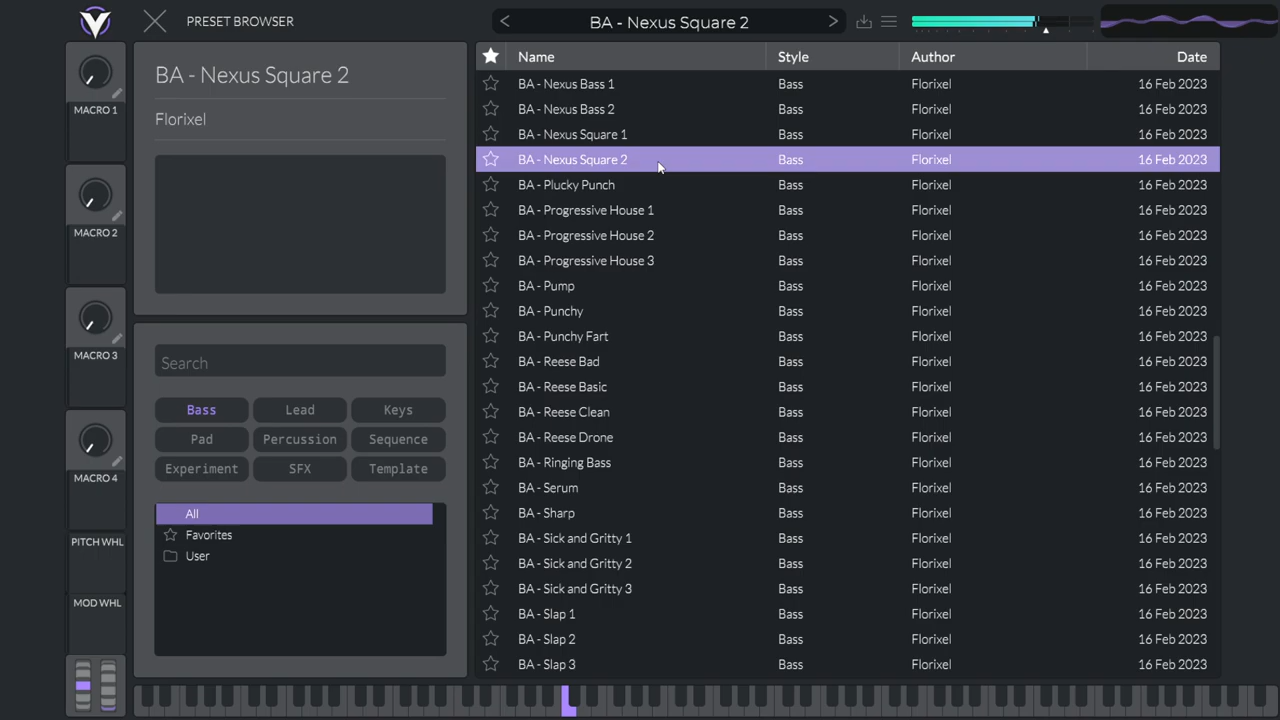 PRESET BROWSER
BA - Nexus Square 2
MACRO 1
MACRO 2
MACRO 3
MACRO 4
PITCH WHL
MOD WHL
BA - Nexus Square 2
Florixel
Search
Bass Lead Keys
Pad Percussion Sequence
Experiment SFX Template
All
Favorites
User
Name Style Author Date
BA - Nexus Bass 1 Bass Florixel 16 Feb 2023
BA - Nexus Bass 2 Bass Florixel 16 Feb 2023
BA - Nexus Square 1 Bass Florixel 16 Feb 2023
BA - Nexus Square 2 Bass Florixel 16 Feb 2023
BA - Plucky Punch Bass Florixel 16 Feb 2023
BA - Progressive House 1 Bass Florixel 16 Feb 2023
BA - Progressive House 2 Bass Florixel 16 Feb 2023
BA - Progressive House 3 Bass Florixel 16 Feb 2023
BA - Pump Bass Florixel 16 Feb 2023
BA - Punchy Bass Florixel 16 Feb 2023
BA - Punchy Fart Bass Florixel 16 Feb 2023
BA - Reese Bad Bass Florixel 16 Feb 2023
BA - Reese Basic Bass Florixel 16 Feb 2023
BA - Reese Clean Bass Florixel 16 Feb 2023
BA - Reese Drone Bass Florixel 16 Feb 2023
BA - Ringing Bass Bass Florixel 16 Feb 2023
BA - Serum Bass Florixel 16 Feb 2023
BA - Sharp Bass Florixel 16 Feb 2023
BA - Sick and Gritty 1 Bass Florixel 16 Feb 2023
BA - Sick and Gritty 2 Bass Florixel 16 Feb 2023
BA - Sick and Gritty 3 Bass Florixel 16 Feb 2023
BA - Slap 1 Bass Florixel 16 Feb 2023
BA - Slap 2 Bass Florixel 16 Feb 2023
BA - Slap 3 Bass Florixel 16 Feb 2023